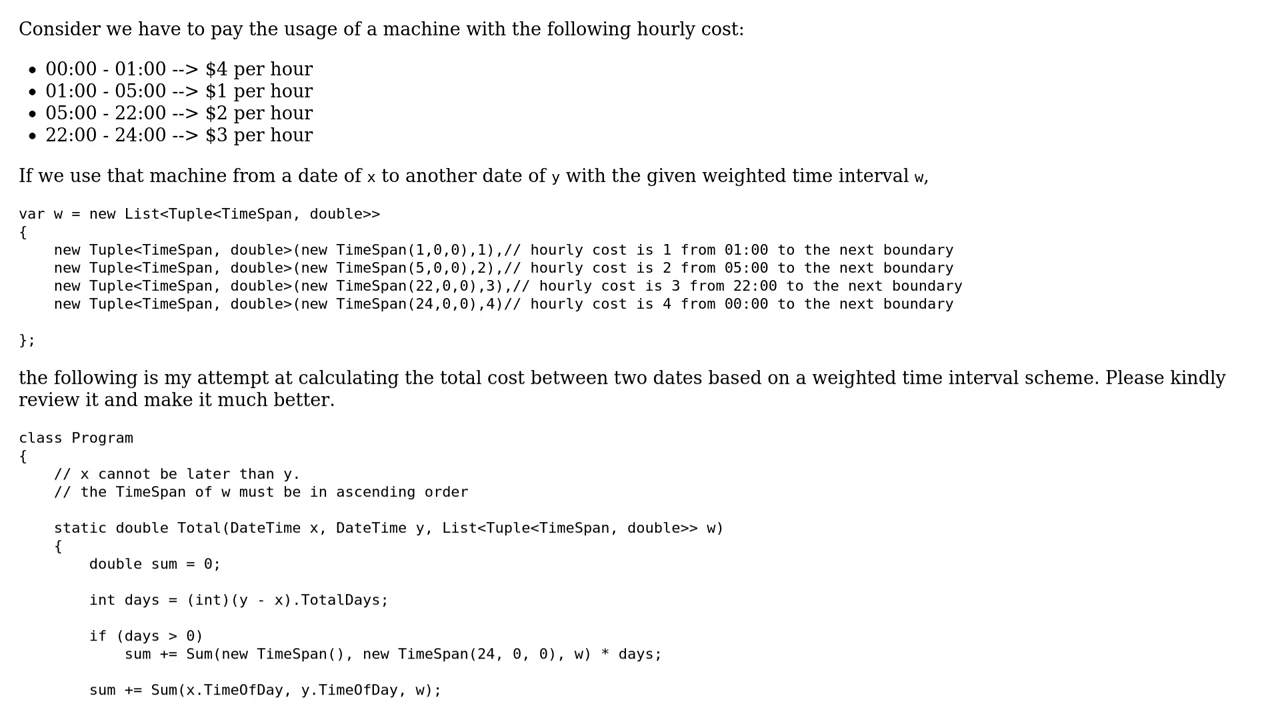 Consider we have to pay the usage of a machine with the following hourly cost:
• 00:00 - 01:00 --> $4 per hour
• 01:00 - 05:00 --> $1 per hour
• 05:00 - 22:00 --> $2 per hour
• 22:00 - 24:00 --> $3 per hour
If we use that machine from a date of x to another date of y with the given weighted time interval w,
var w = new List<Tuple<TimeSpan, double>>
{
    new Tuple<TimeSpan, double>(new TimeSpan(1,0,0),1),// hourly cost is 1 from 01:00 to the next boundary
    new Tuple<TimeSpan, double>(new TimeSpan(5,0,0),2),// hourly cost is 2 from 05:00 to the next boundary
    new Tuple<TimeSpan, double>(new TimeSpan(22,0,0),3),// hourly cost is 3 from 22:00 to the next boundary
    new Tuple<TimeSpan, double>(new TimeSpan(24,0,0),4)// hourly cost is 4 from 00:00 to the next boundary
};
the following is my attempt at calculating the total cost between two dates based on a weighted time interval scheme. Please kindly
review it and make it much better.
class Program
{
    // x cannot be later than y.
    // the TimeSpan of w must be in ascending order
    static double Total(DateTime x, DateTime y, List<Tuple<TimeSpan, double>> w)
    {
        double sum = 0;
        int days = (int)(y - x).TotalDays;
        if (days > 0)
            sum += Sum(new TimeSpan(), new TimeSpan(24, 0, 0), w) * days;
        sum += Sum(x.TimeOfDay, y.TimeOfDay, w);